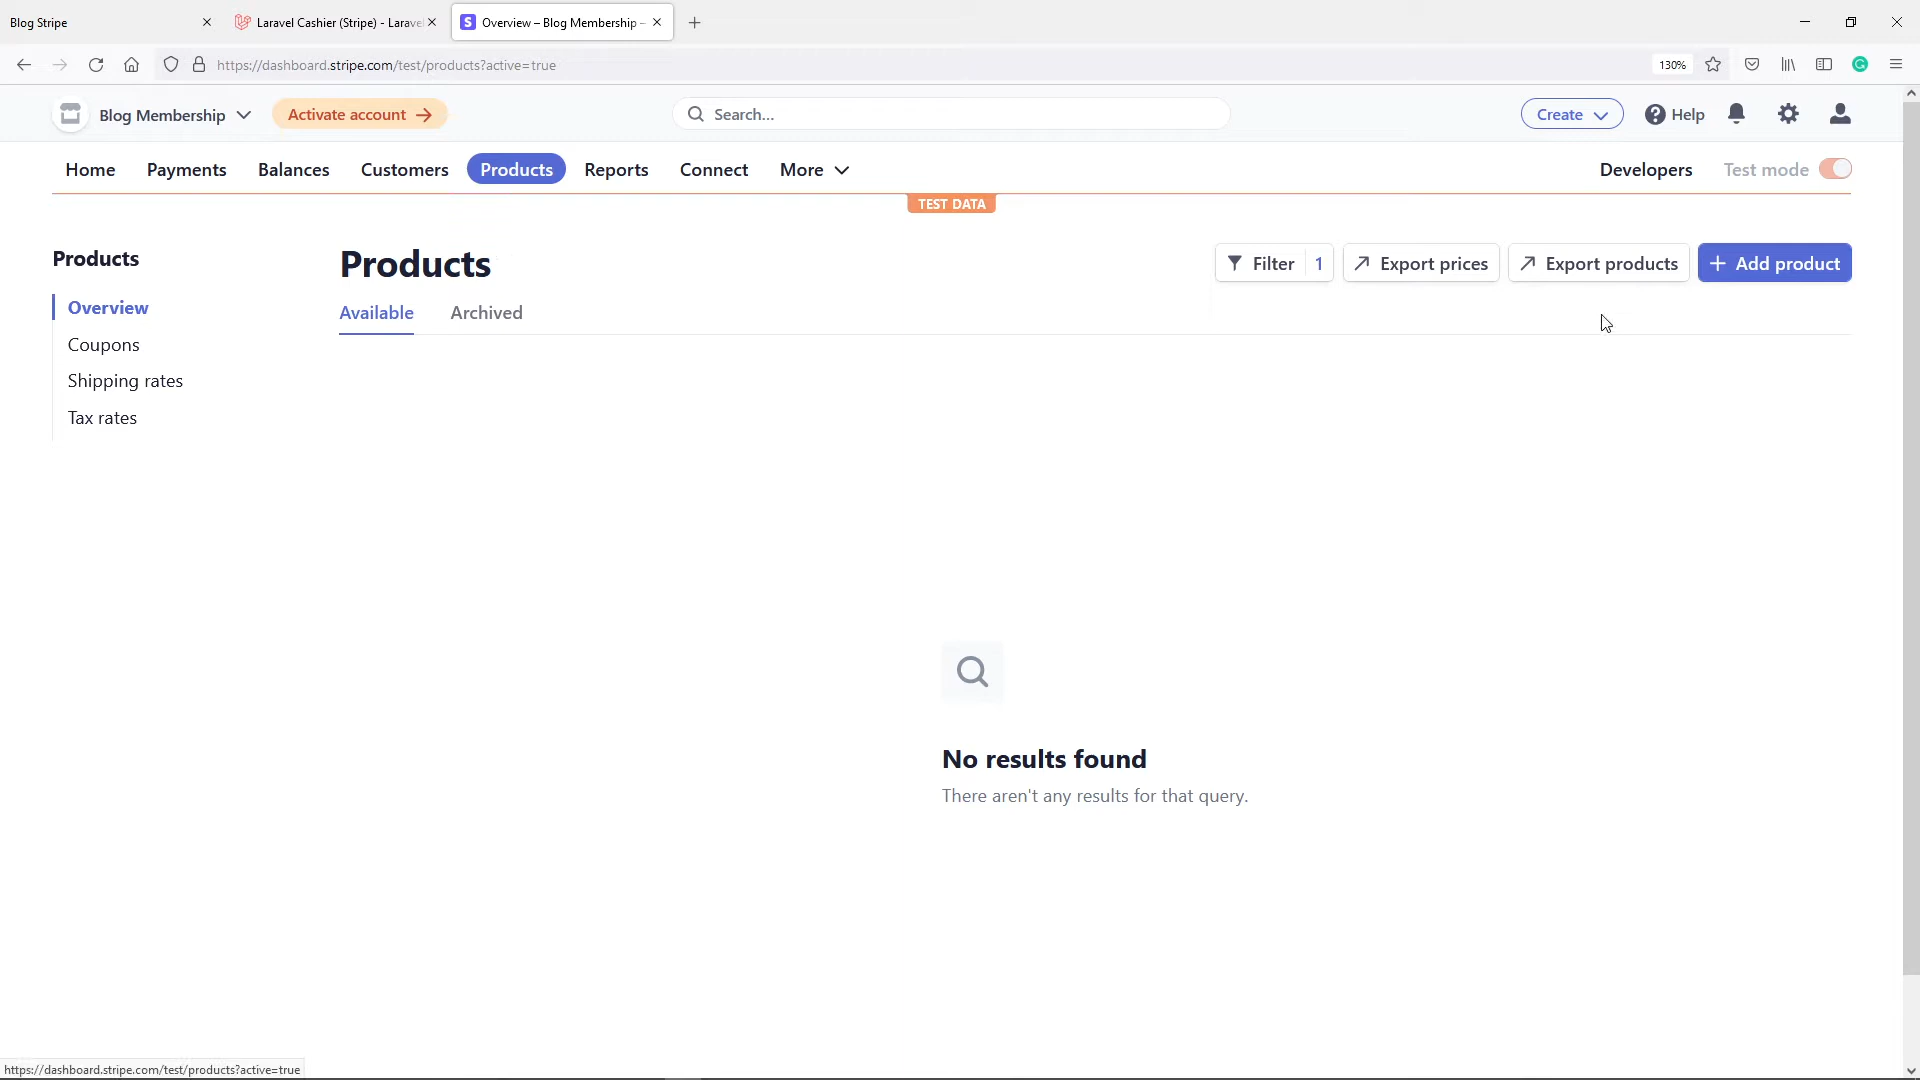 Blog Stripe
Laravel Cashier (Stripe) - Larave
Overview – Blog Membership –
https://dashboard.stripe.com/test/products?active=true
130%
Blog Membership
Activate account →
Search...
Create
Help
Home
Payments
Balances
Customers
Products
Reports
Connect
More
Developers
Test mode
TEST DATA
Products
Overview
Coupons
Shipping rates
Tax rates
Products
Filter 1
Export prices
Export products
+ Add product
Available
Archived
No results found
There aren't any results for that query.
https://dashboard.stripe.com/test/products?active=true